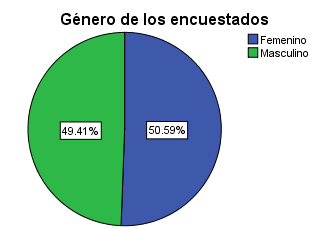 Género de los encuestados
Femenino
Masculino
49.41%
50.59%